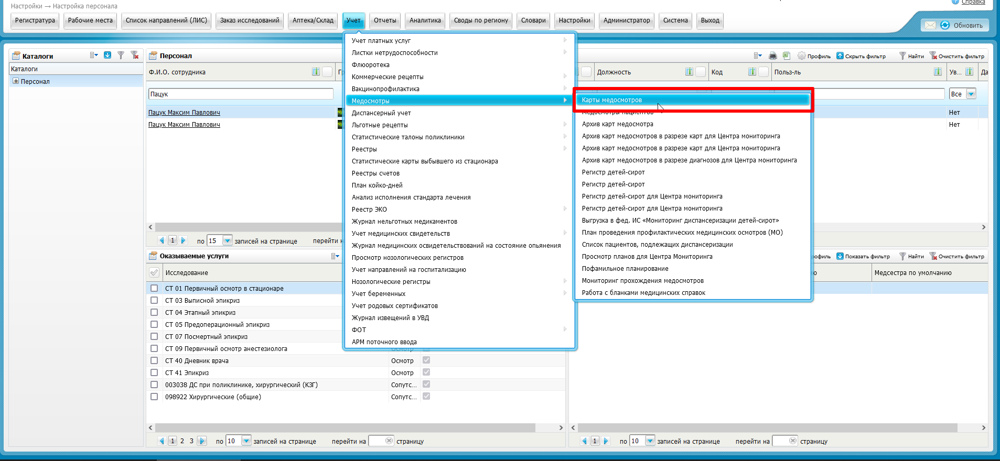 Справка
Настройки → Настройка персонала
Регистратура Рабочие места Список направлений (ЛИС) Заказ исследований Аптека/Склад Учет Отчеты Аналитика Своды по региону Словари Настройки Администратор Система Выход
Обновить
Каталоги
Каталоги
Персонал
Персонал
Профиль Скрыть фильтр Найти Очистить фильтр
Ф.И.О. сотрудника
Должность Код Польз-ль Ув... Да
Пацук
Все
Пацук Максим Павлович
Нет
Пацук Максим Павлович
Нет
1 по 15 записей на странице перейти н
Учет платных услуг
Листки нетрудоспособности
Флюоротека
Коммерческие рецепты
Вакцинопрофилактика
Медосмотры
Диспансерный учет
Льготные рецепты
Статистические талоны поликлиники
Реестры
Статистические карты выбывшего из стационара
Реестры счетов
План койко-дней
Анализ исполнения стандарта лечения
Реестр ЭКО
Журнал нельготных медикаментов
Учет медицинских свидетельств
Журнал медицинских освидетельствований на состояние опьянения
Просмотр нозологических регистров
Учет направлений на госпитализацию
Нозологические регистры
Учет беременных
Учет родовых сертификатов
Журнал извещений в УВД
ФОТ
АРМ поточного ввода
Карты медосмотров
Медосмотры пациентов
Архив карт медосмотра
Архив карт медосмотров в разрезе карт для Центра мониторинга
Архив карт медосмотров в разрезе карт для Центра мониторинга
Архив карт медосмотров в разрезе диагнозов для Центра мониторинга
Регистр детей-сирот
Регистр детей-сирот
Регистр детей-сирот для Центра мониторинга
Регистр детей-сирот для Центра мониторинга
Выгрузка в фед. ИС «Мониторинг диспансеризации детей-сирот»
План проведения профилактических медицинских осмотров (МО)
Список пациентов, подлежащих диспансеризации
Просмотр планов для Центра Мониторинга
Пофамильное планирование
Мониторинг прохождения медосмотров
Работа с бланками медицинских справок
Оказываемые услуги
Исследование
СТ 01 Первичный осмотр в стационаре
СТ 03 Выписной эпикриз
СТ 04 Этапный эпикриз
СТ 05 Предоперационный эпикриз
СТ 07 Посмертный эпикриз
СТ 09 Первичный осмотр анестезиолога Осмотр
СТ 40 Дневник врача Осмотр
СТ 41 Эпикриз Осмотр
003038 ДС при поликлинике, хирургический (КЗГ) Сопутс...
098922 Хирургические (общие) Сопутс...
1 2 3 по 10 записей на странице перейти на страницу
офиль Показать фильтр Найти Очистить фильтр
ю Медсестра по умолчанию
1 по 10 записей на странице перейти на страницу